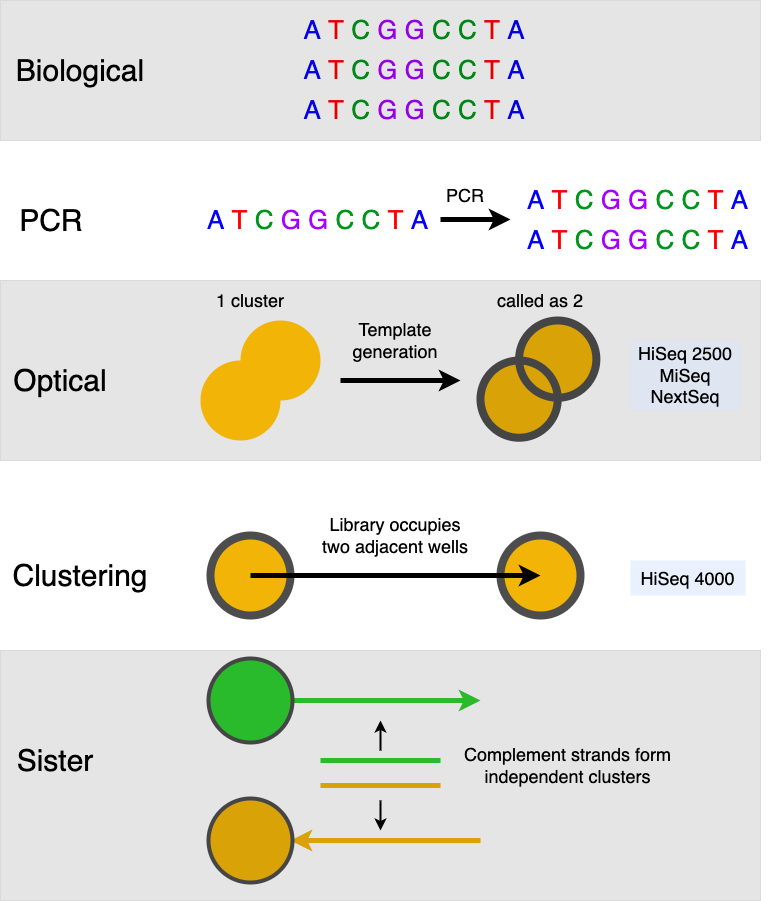 Biological
A T C G G C C T A
A T C G G C C T A
A T C G G C C T A
PCR
A T C G G C C T A
PCR
A T C G G C C T A
A T C G G C C T A
Optical
1 cluster
Template
generation
called as 2
HiSeq 2500
MiSeq
NextSeq
Clustering
Library occupies
two adjacent wells
HiSeq 4000
Sister
Complement strands form
independent clusters